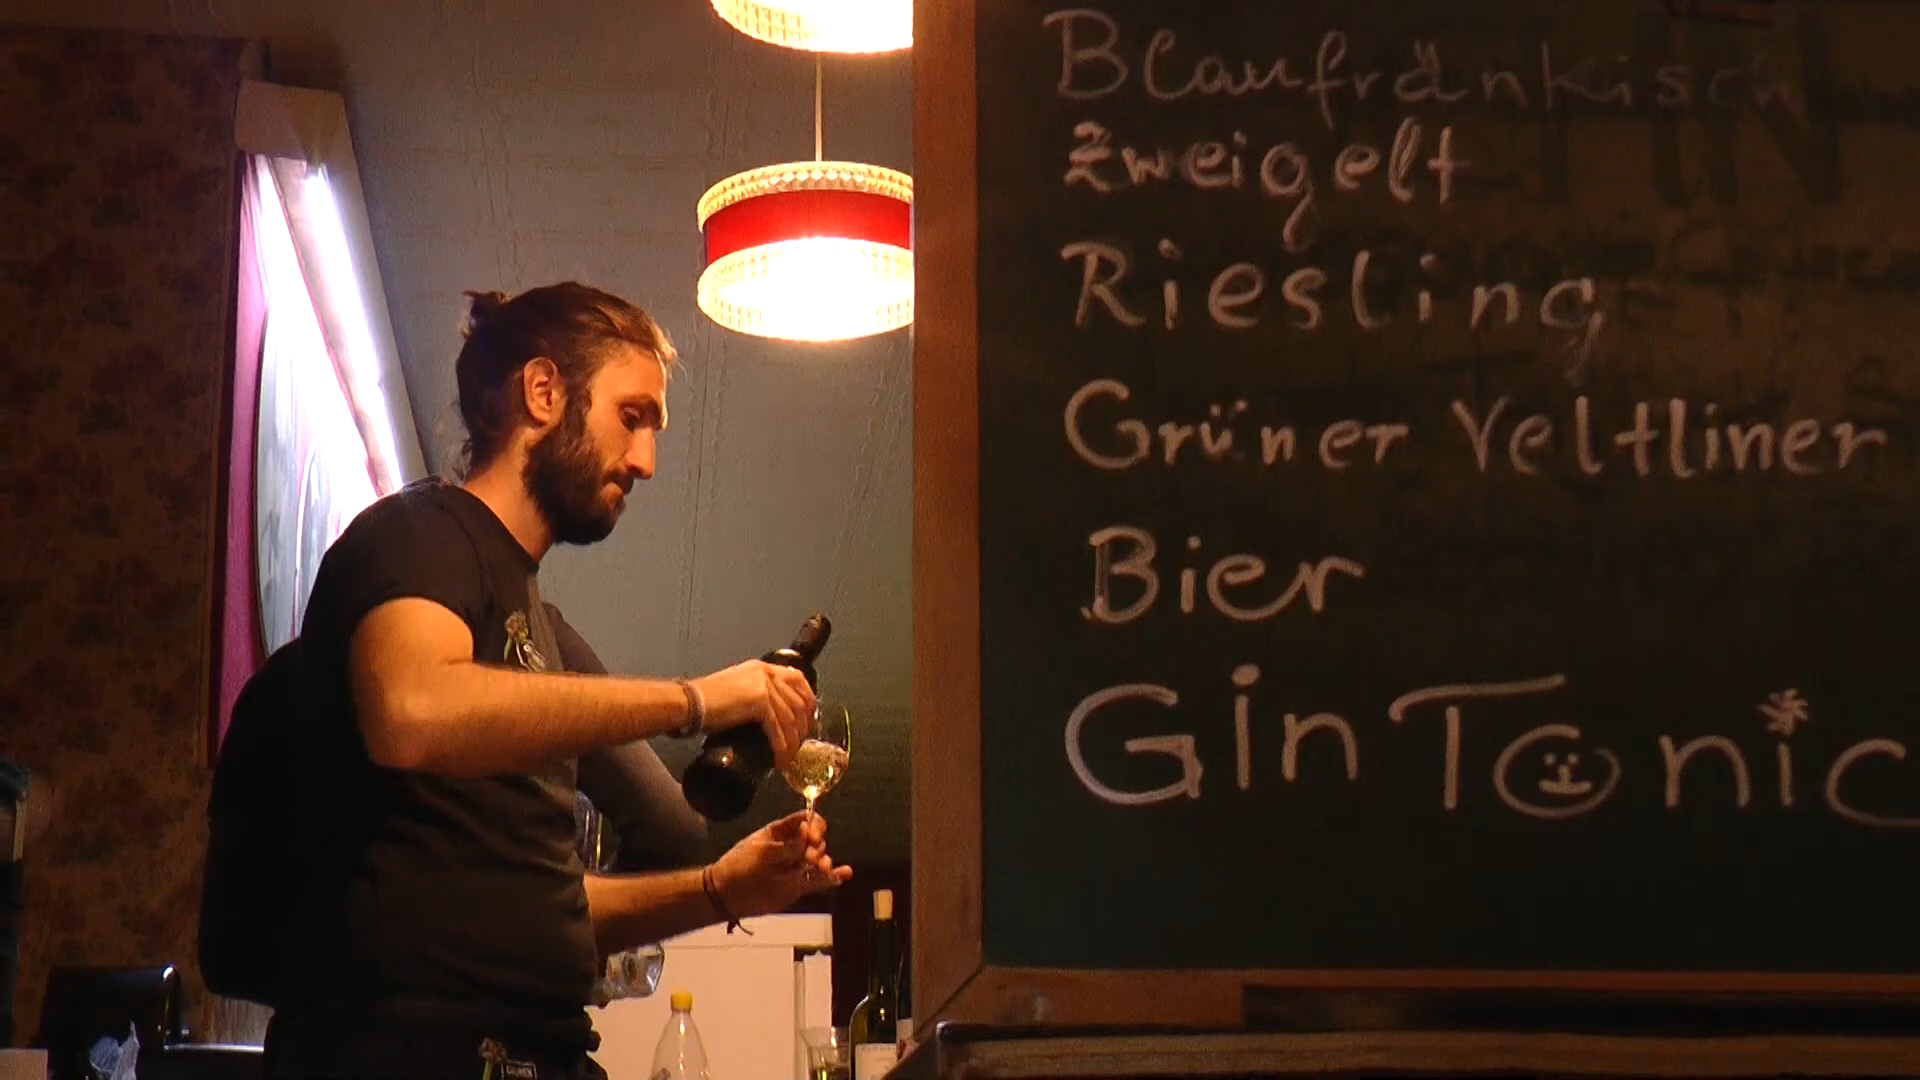 Blaufränkisch
Zweigelt
Riesling
Grüner Veltliner
Bier
Gin Tonic